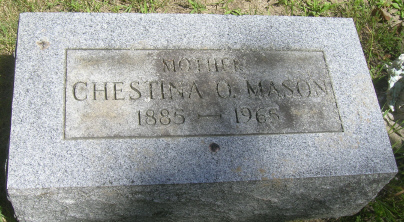 MOTHER
CHESTINA O. MASON
1885 — 1965